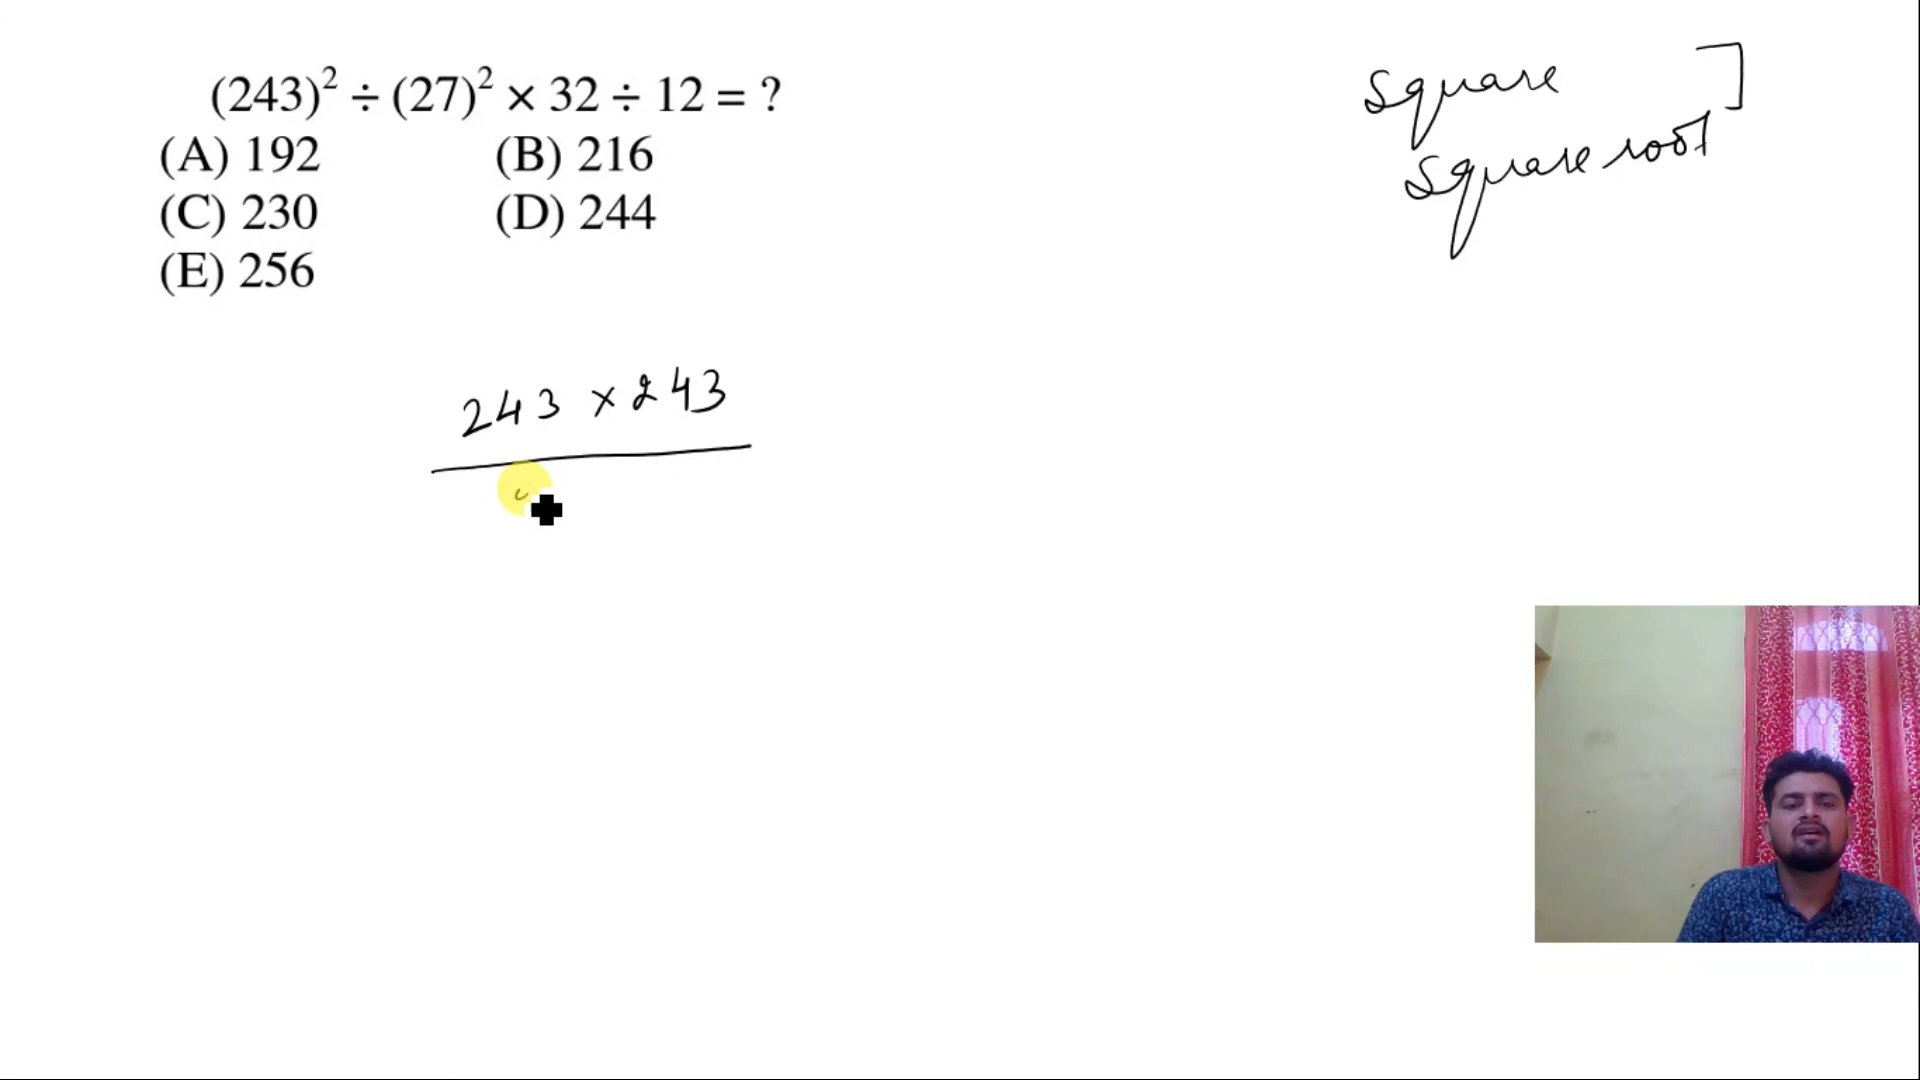 (243)² ÷ (27)² × 32 ÷ 12 = ?
(A) 192 (B) 216
(C) 230 (D) 244
(E) 256
Square ]
Square root
243 × 243